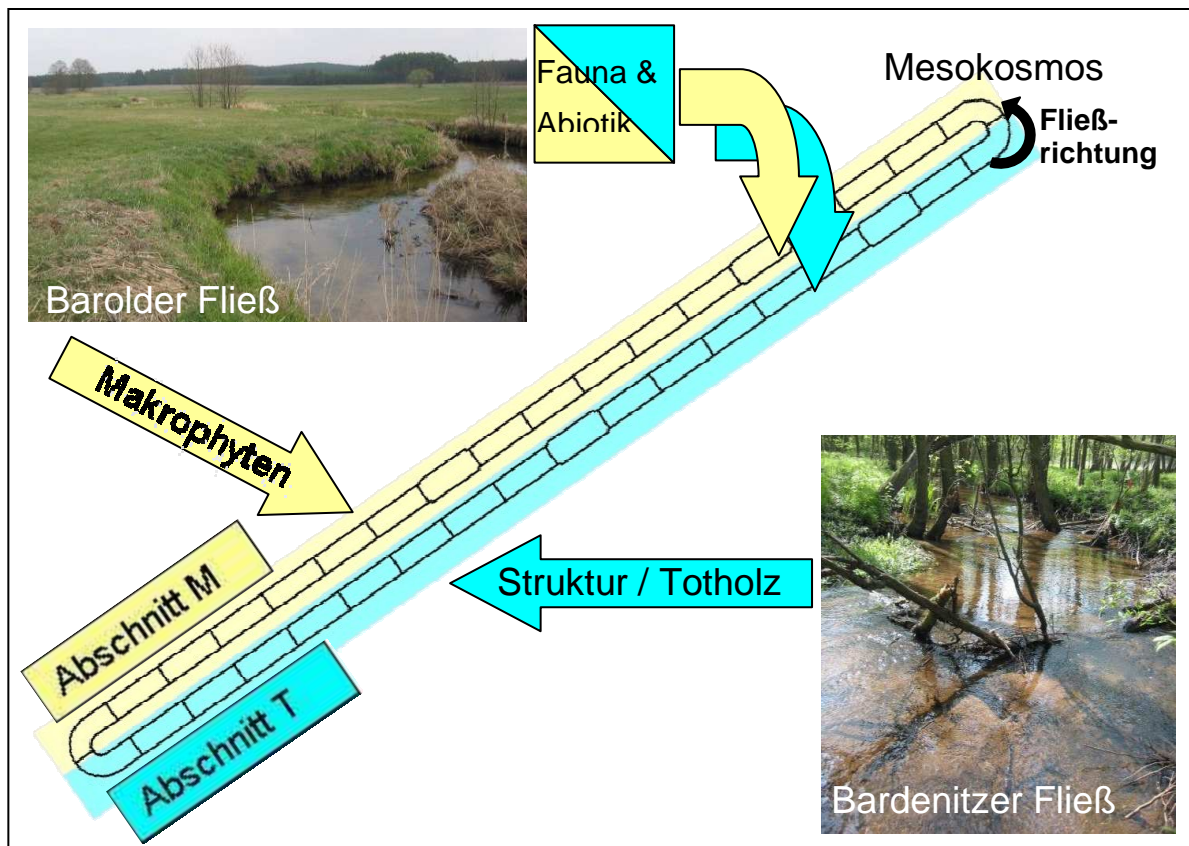 Fauna &
Abiotik
Mesokosmos
Fließ-
richtung
Barolder Fließ
Makrophyten
Struktur / Totholz
Abschnitt M
Abschnitt T
Bardenitzer Fließ